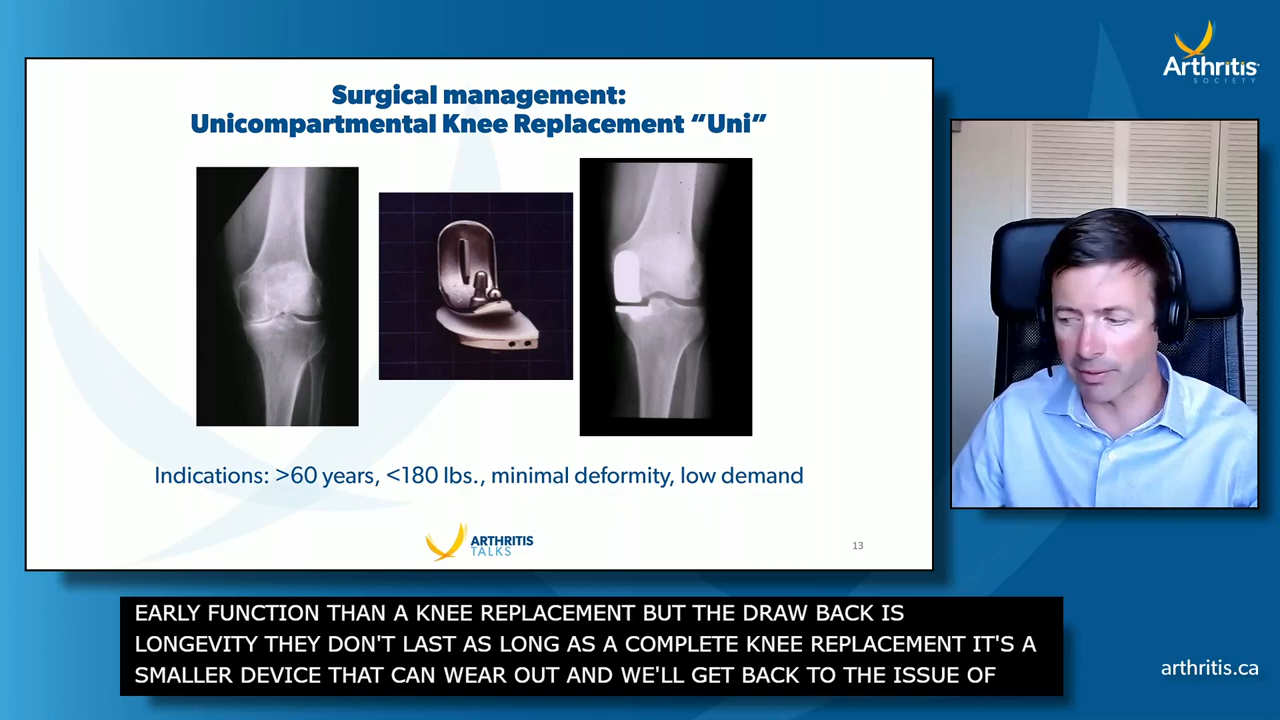 Arthritis
SOCIETY
Surgical management:
Unicompartmental Knee Replacement “Uni”
Indications: >60 years, <180 lbs., minimal deformity, low demand
ARTHRITIS
TALKS
13
EARLY FUNCTION THAN A KNEE REPLACEMENT BUT THE DRAW BACK IS
LONGEVITY THEY DON'T LAST AS LONG AS A COMPLETE KNEE REPLACEMENT IT'S A
SMALLER DEVICE THAT CAN WEAR OUT AND WE'LL GET BACK TO THE ISSUE OF
arthritis.ca